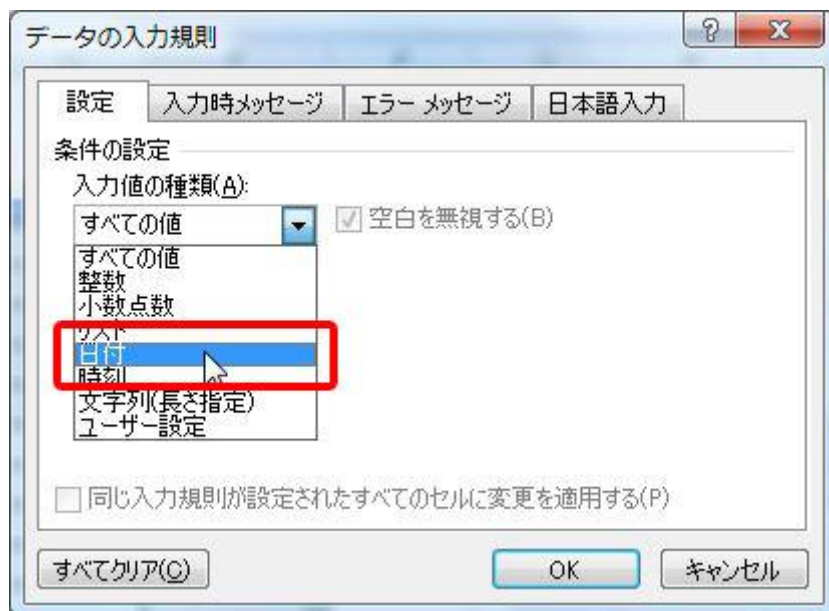 データの入力規則
?
設定 入力時メッセージ エラー メッセージ 日本語入力
条件の設定
入力値の種類(A):
すべての値 空白を無視する(B)
すべての値
整数
小数点数
リスト
日付
時刻
文字列(長さ指定)
ユーザー設定
同じ入力規則が設定されたすべてのセルに変更を適用する(P)
すべてクリア(C) OK キャンセル